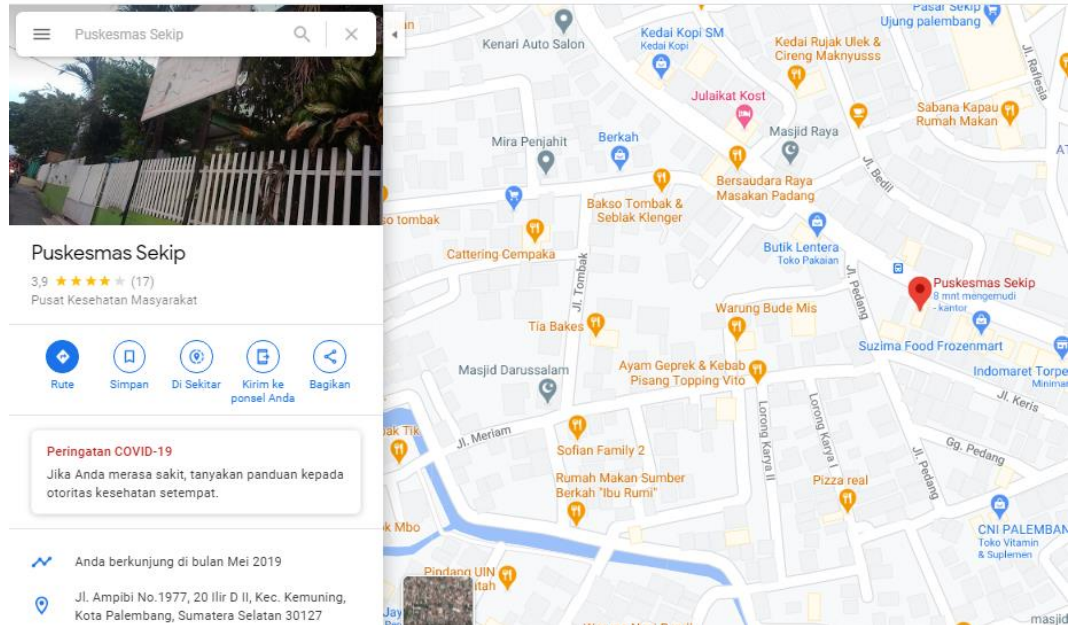 Puskesmas Sekip
Puskesmas Sekip
3,9
(17)
Pusat Kesehatan Masyarakat
Rute
Simpan
Di Sekitar
Kirim ke
ponsel Anda
Bagikan
Peringatan COVID-19
Jika Anda merasa sakit, tanyakan panduan kepada
otoritas kesehatan setempat.
Anda berkunjung di bulan Mei 2019
Jl. Ampibi No.1977, 20 Ilir D II, Kec. Kemuning,
Kota Palembang, Sumatera Selatan 30127
Kenari Auto Salon
Kedai Kopi SM
Kedai Kopi
Pasar Sekip
Ujung palembang
Kedai Rujak Ulek &
Cireng Maknyusss
Jl. Raflesia
Julaikat Kost
Sabana Kapau
Rumah Makan
Mira Penjahit
Berkah
Masjid Raya
Bersaudara Raya
Masakan Padang
Jl. Bedil
Bakso Tombak &
Seblak Klenger
so tombak
Cattering Cempaka
Butik Lentera
Toko Pakaian
Jl. Tombak
Jl. Pedang
Puskesmas Sekip
8 mnt mengemudi
- kantor
Warung Bude Mis
Tia Bakes
Suzima Food Frozenmart
Masjid Darussalam
Ayam Geprek & Kebab
Pisang Topping Vito
Indomaret Torpe
Minimar
Jl. Keris
Jl. Meriam
ak Tik
Lorong Karya II
Lorong Karya I
Jl. Pedang
Gg. Pedang
Sofian Family 2
Rumah Makan Sumber
Berkah "Ibu Rumi"
Pizza real
k Mbo
CNI PALEMBAN
Toko Vitamin
& Suplemen
Pindang UIN
tah
Jay
masjid